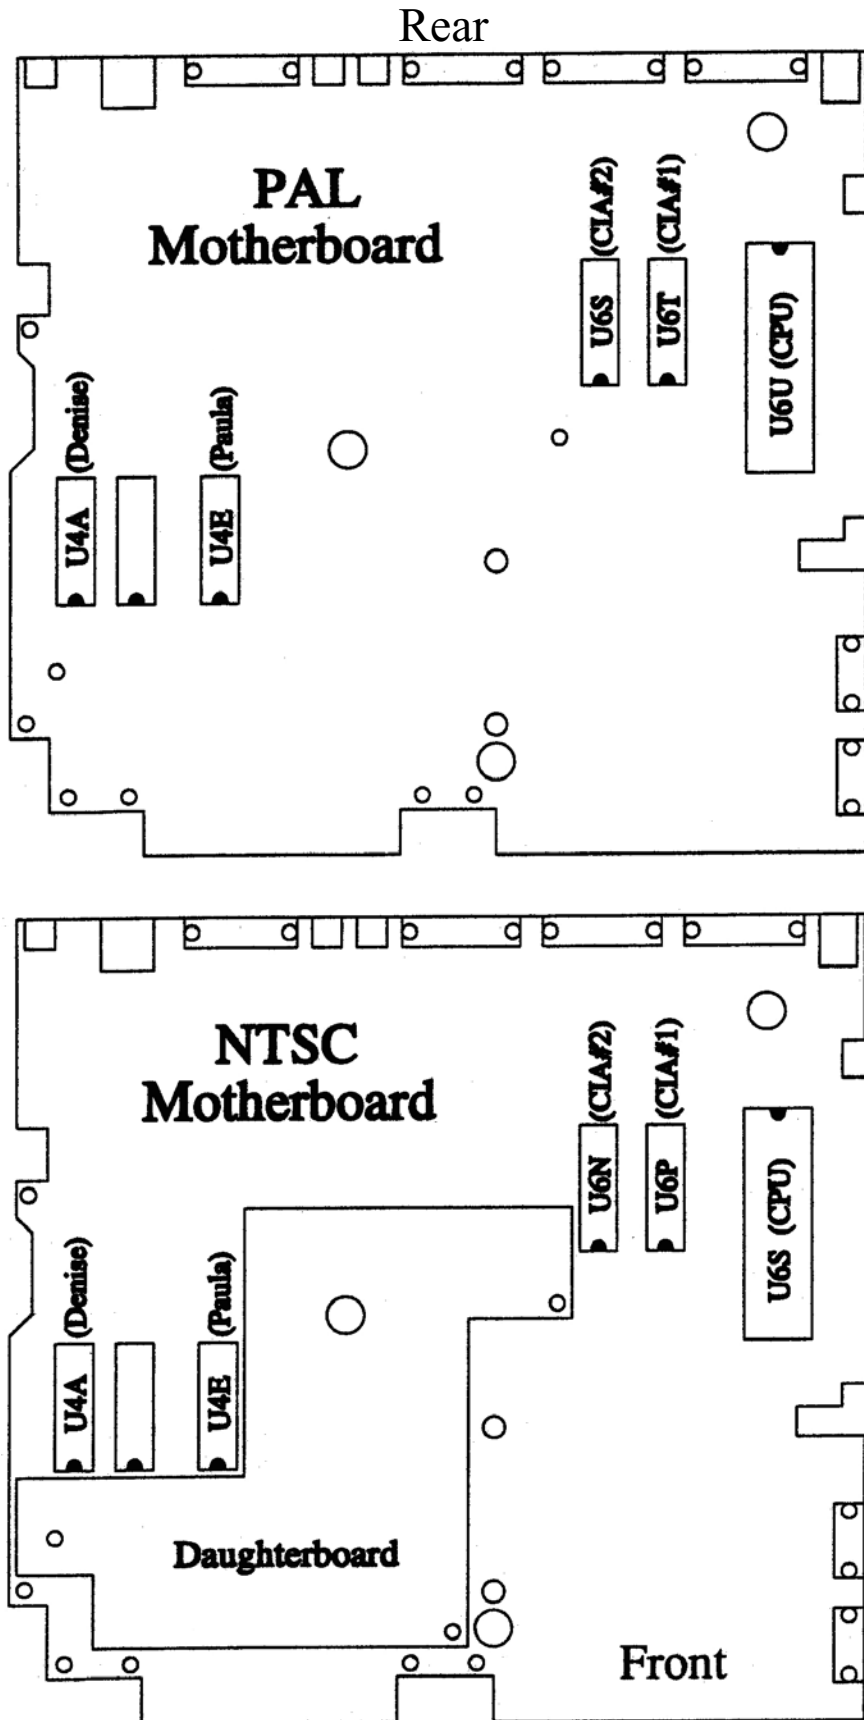 Rear
PAL
Motherboard
(CIA#2)
(CIA#1)
U6S
U6T
U6U (CPU)
(Denise)
(Paula)
U4A
U4E
NTSC
Motherboard
(CIA#2)
(CIA#1)
U6N
U6P
U6S (CPU)
(Denise)
(Paula)
U4A
U4E
Daughterboard
Front